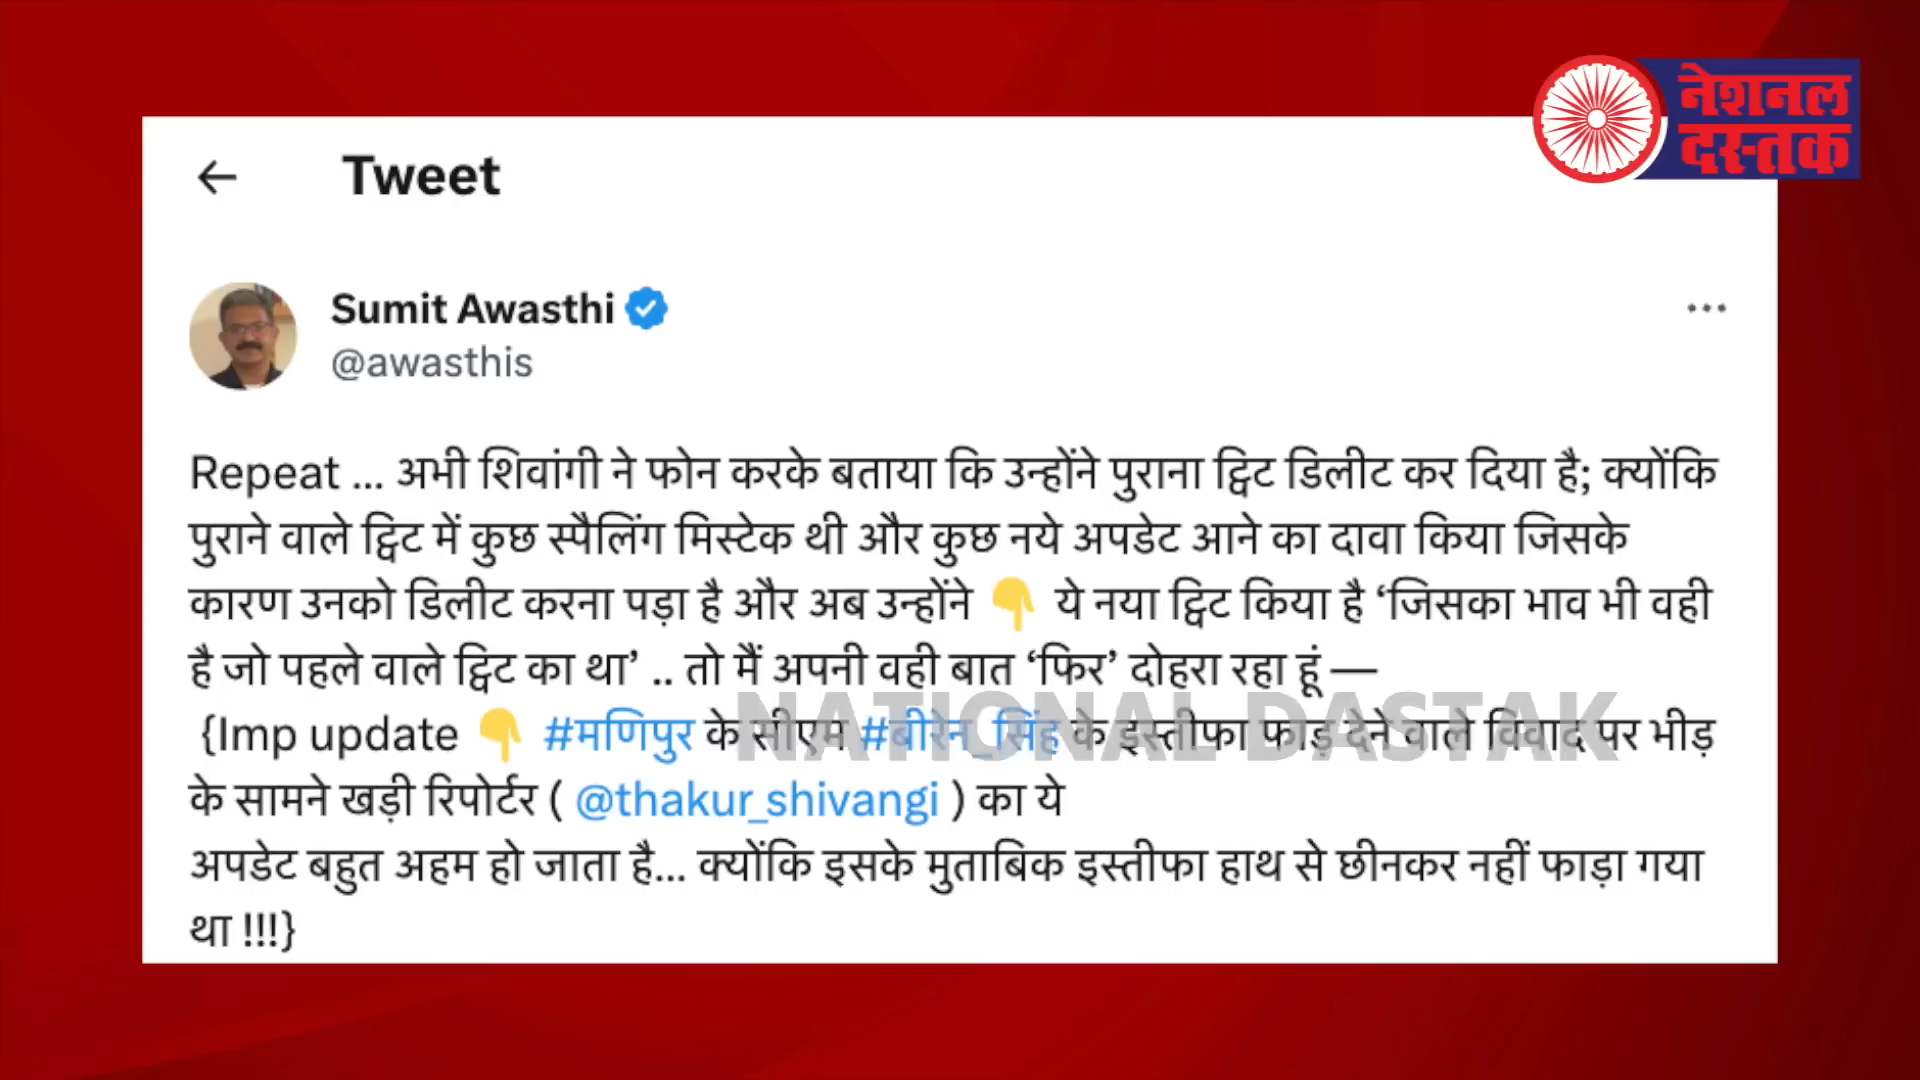 नेशनल
दस्तक
Tweet
Sumit Awasthi
@awasthis
Repeat ... अभी शिवांगी ने फोन करके बताया कि उन्होंने पुराना ट्विट डिलीट कर दिया है; क्योंकि
पुराने वाले ट्विट में कुछ स्पैलिंग मिस्टेक थी और कुछ नये अपडेट आने का दावा किया जिसके
कारण उनको डिलीट करना पड़ा है और अब उन्होंने 👇 ये नया ट्विट किया है ‘जिसका भाव भी वही
है जो पहले वाले ट्विट का था’ .. तो मैं अपनी वही बात ‘फिर’ दोहरा रहा हूं —
{Imp update 👇 #मणिपुर के सीएम #बीरेन_सिंह के इस्तीफा फाड़ देने वाले विवाद पर भीड़
NATIONAL DASTAK
के सामने खड़ी रिपोर्टर ( @thakur_shivangi ) का ये
अपडेट बहुत अहम हो जाता है... क्योंकि इसके मुताबिक इस्तीफा हाथ से छीनकर नहीं फाड़ा गया
था !!!}